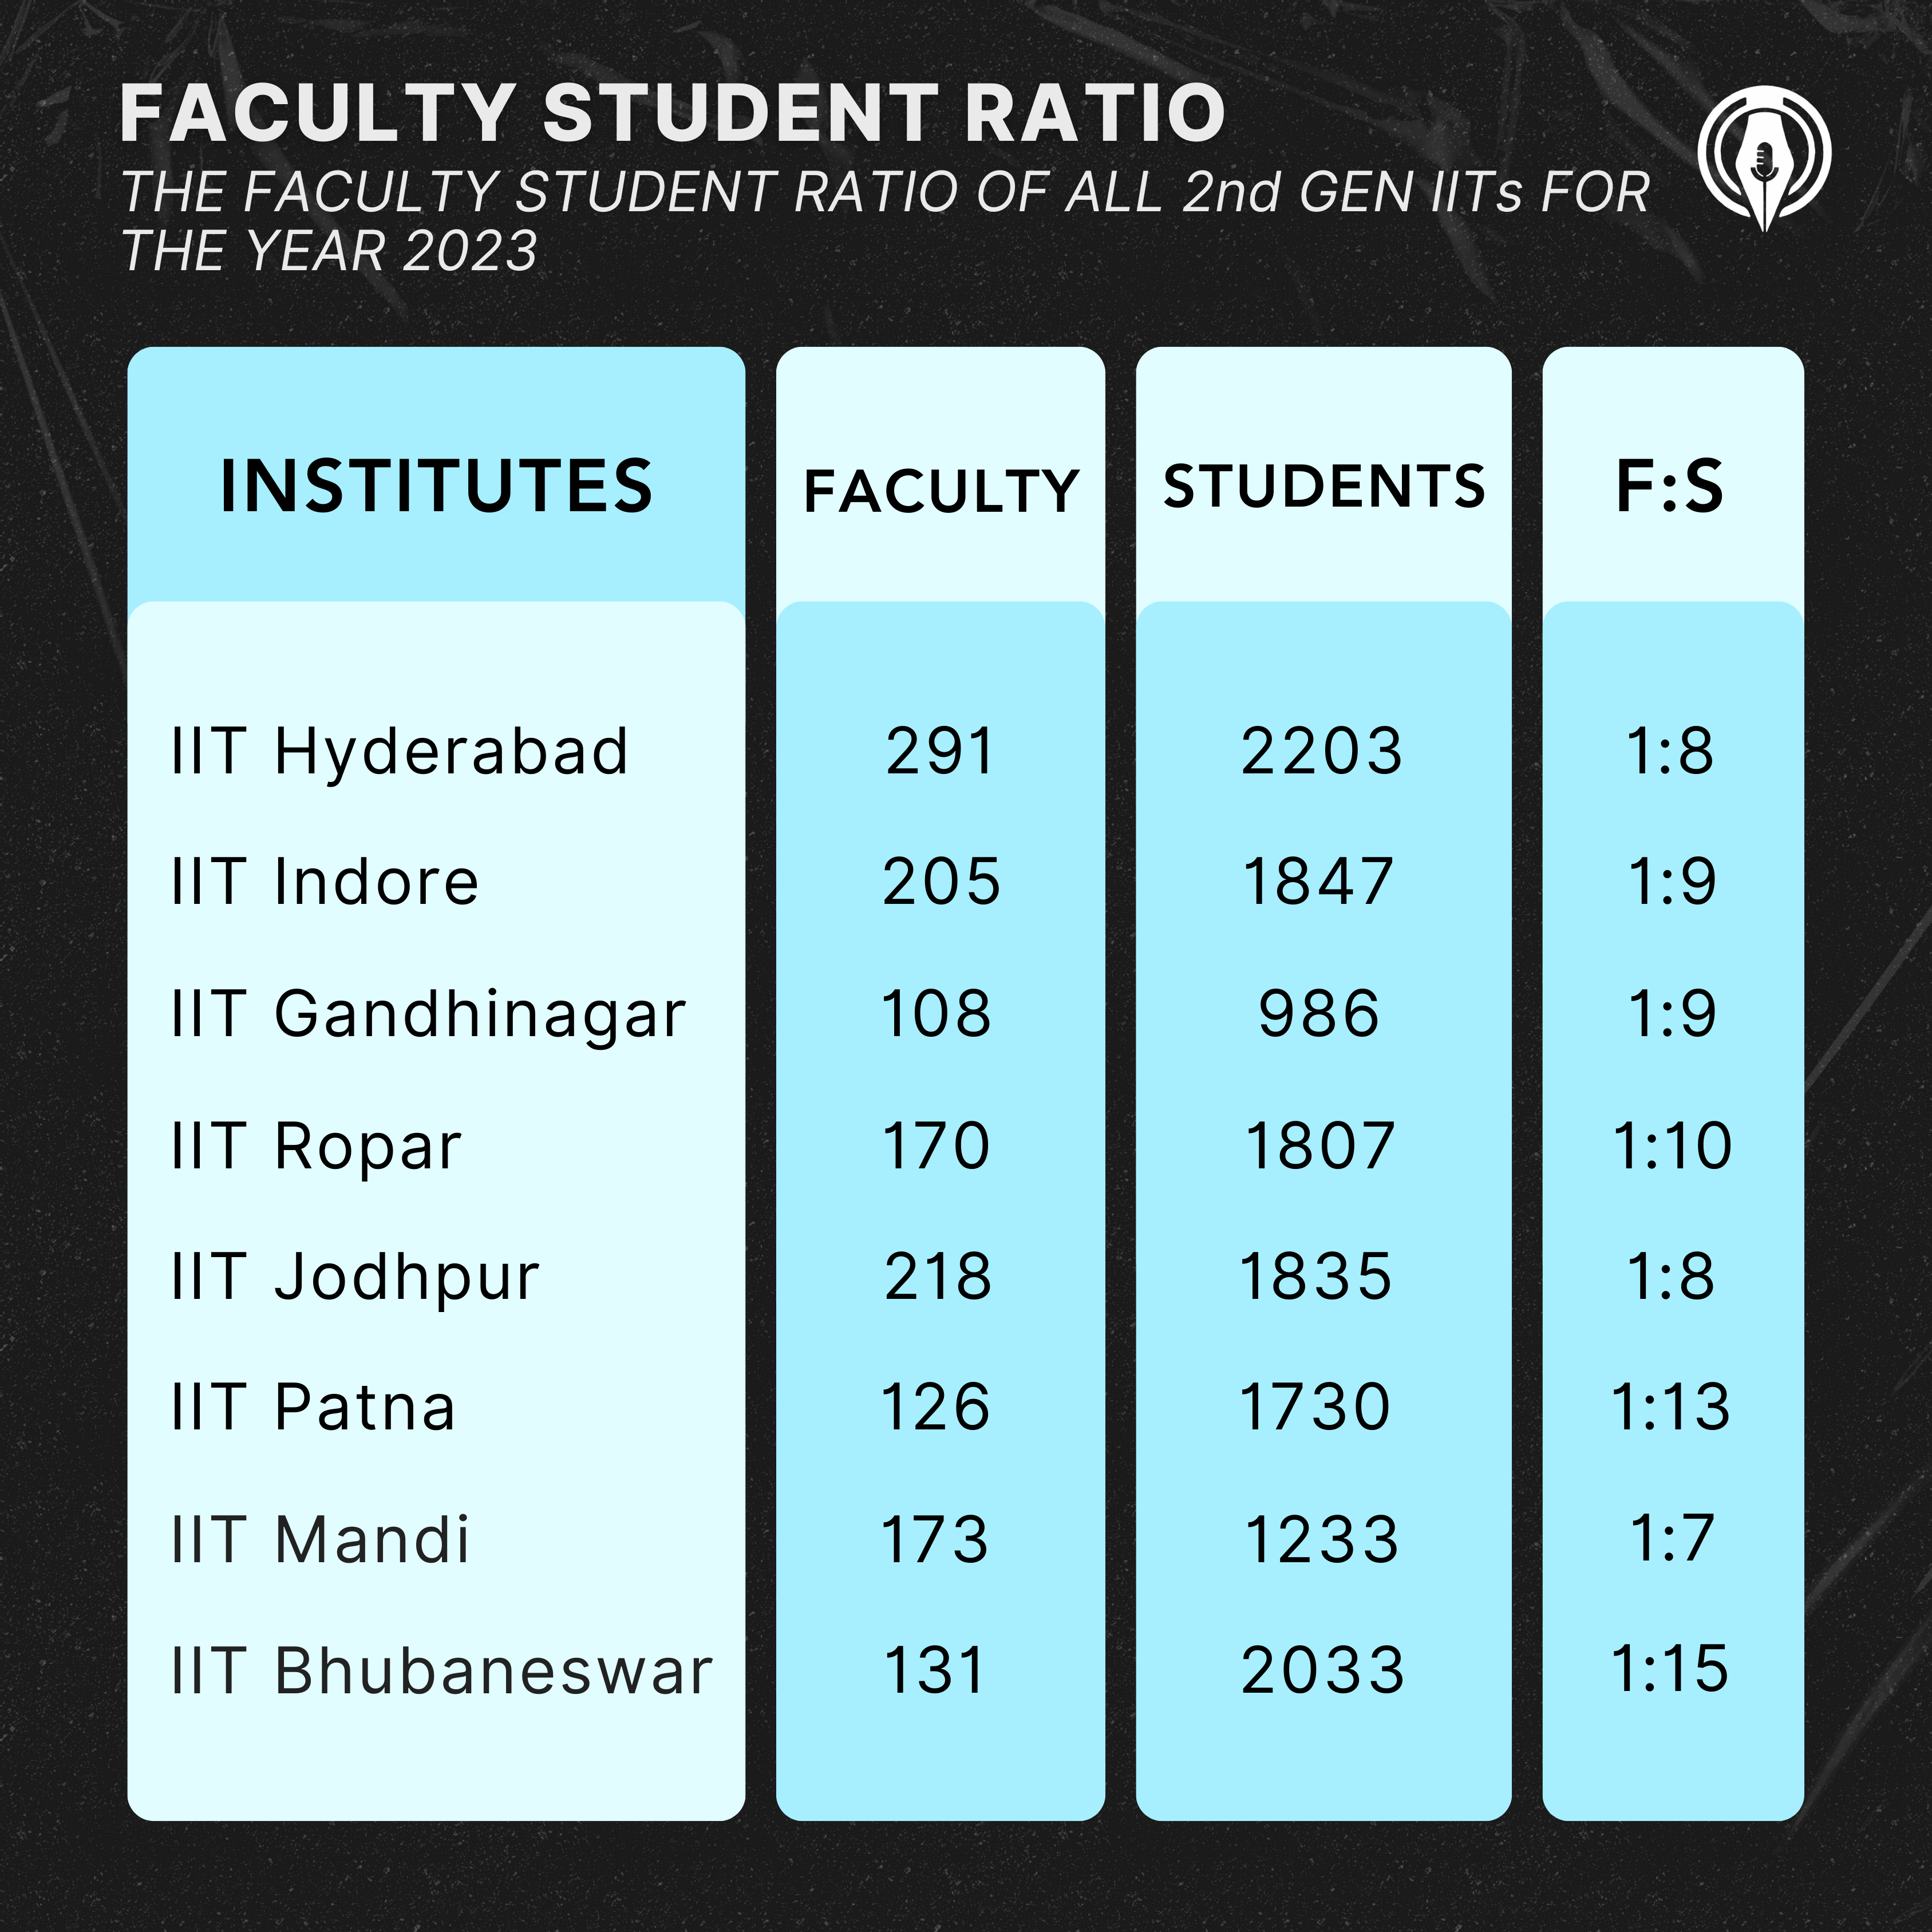 FACULTY STUDENT RATIO
THE FACULTY STUDENT RATIO OF ALL 2nd GEN IITs FOR
THE YEAR 2023
INSTITUTES FACULTY STUDENTS F:S
IIT Hyderabad 291 2203 1:8
IIT Indore 205 1847 1:9
IIT Gandhinagar 108 986 1:9
IIT Ropar 170 1807 1:10
IIT Jodhpur 218 1835 1:8
IIT Patna 126 1730 1:13
IIT Mandi 173 1233 1:7
IIT Bhubaneswar 131 2033 1:15